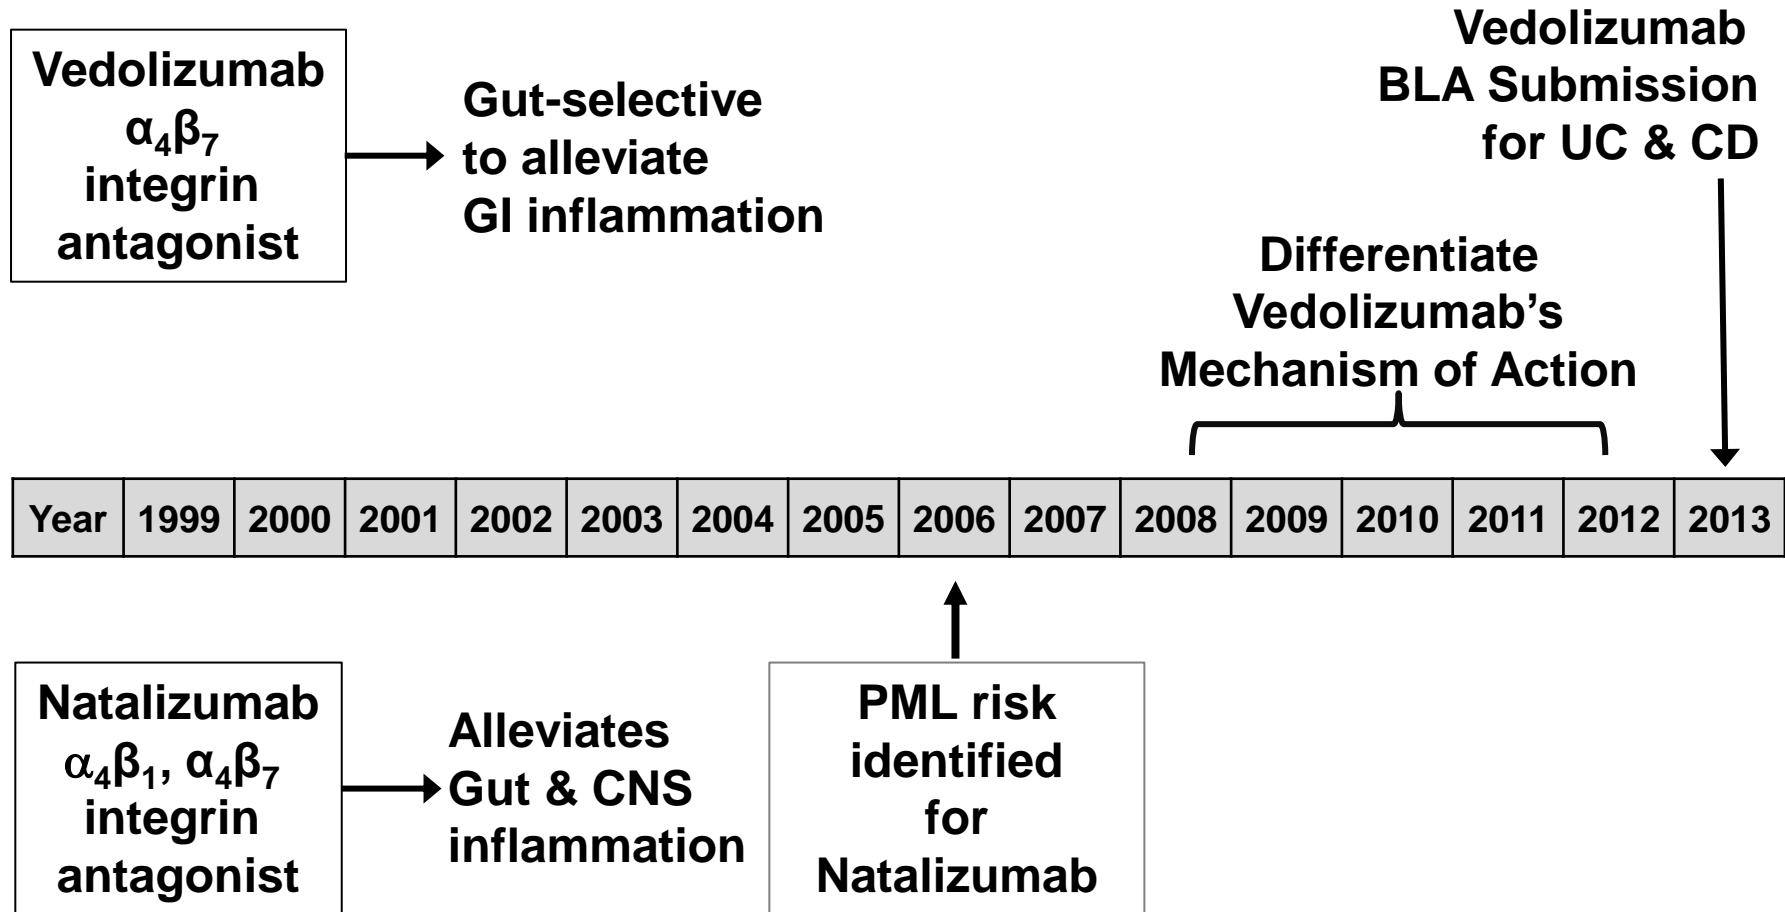 Vedolizumab
α₄β₇
integrin
antagonist
Gut-selective
to alleviate
GI inflammation
Vedolizumab
BLA Submission
for UC & CD
Differentiate
Vedolizumab’s
Mechanism of Action
Year 1999 2000 2001 2002 2003 2004 2005 2006 2007 2008 2009 2010 2011 2012 2013
Natalizumab
α₄β₁, α₄β₇
integrin
antagonist
Alleviates
Gut & CNS
inflammation
PML risk
identified
for
Natalizumab